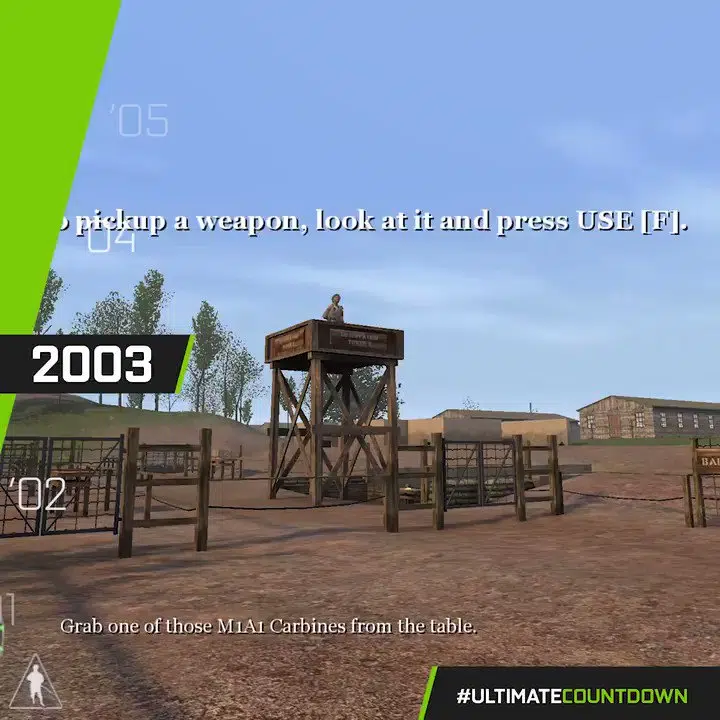 '05
pickup a weapon, look at it and press USE [F].
'04
2003
'02
BA
Grab one of those M1A1 Carbines from the table.
#ULTIMATECOUNTDOWN